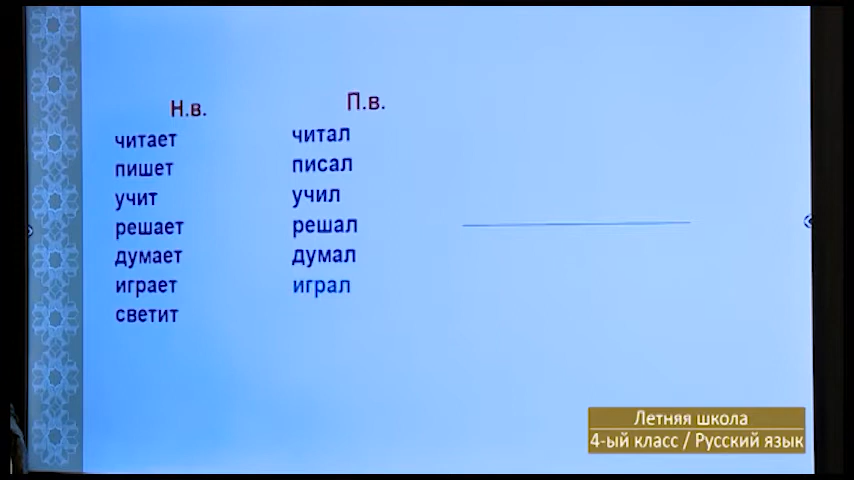 Н.в.
читает
пишет
учит
решает
думает
играет
светит
П.в.
читал
писал
учил
решал
думал
играл
Летняя школа
4-ый класс / Русский язык